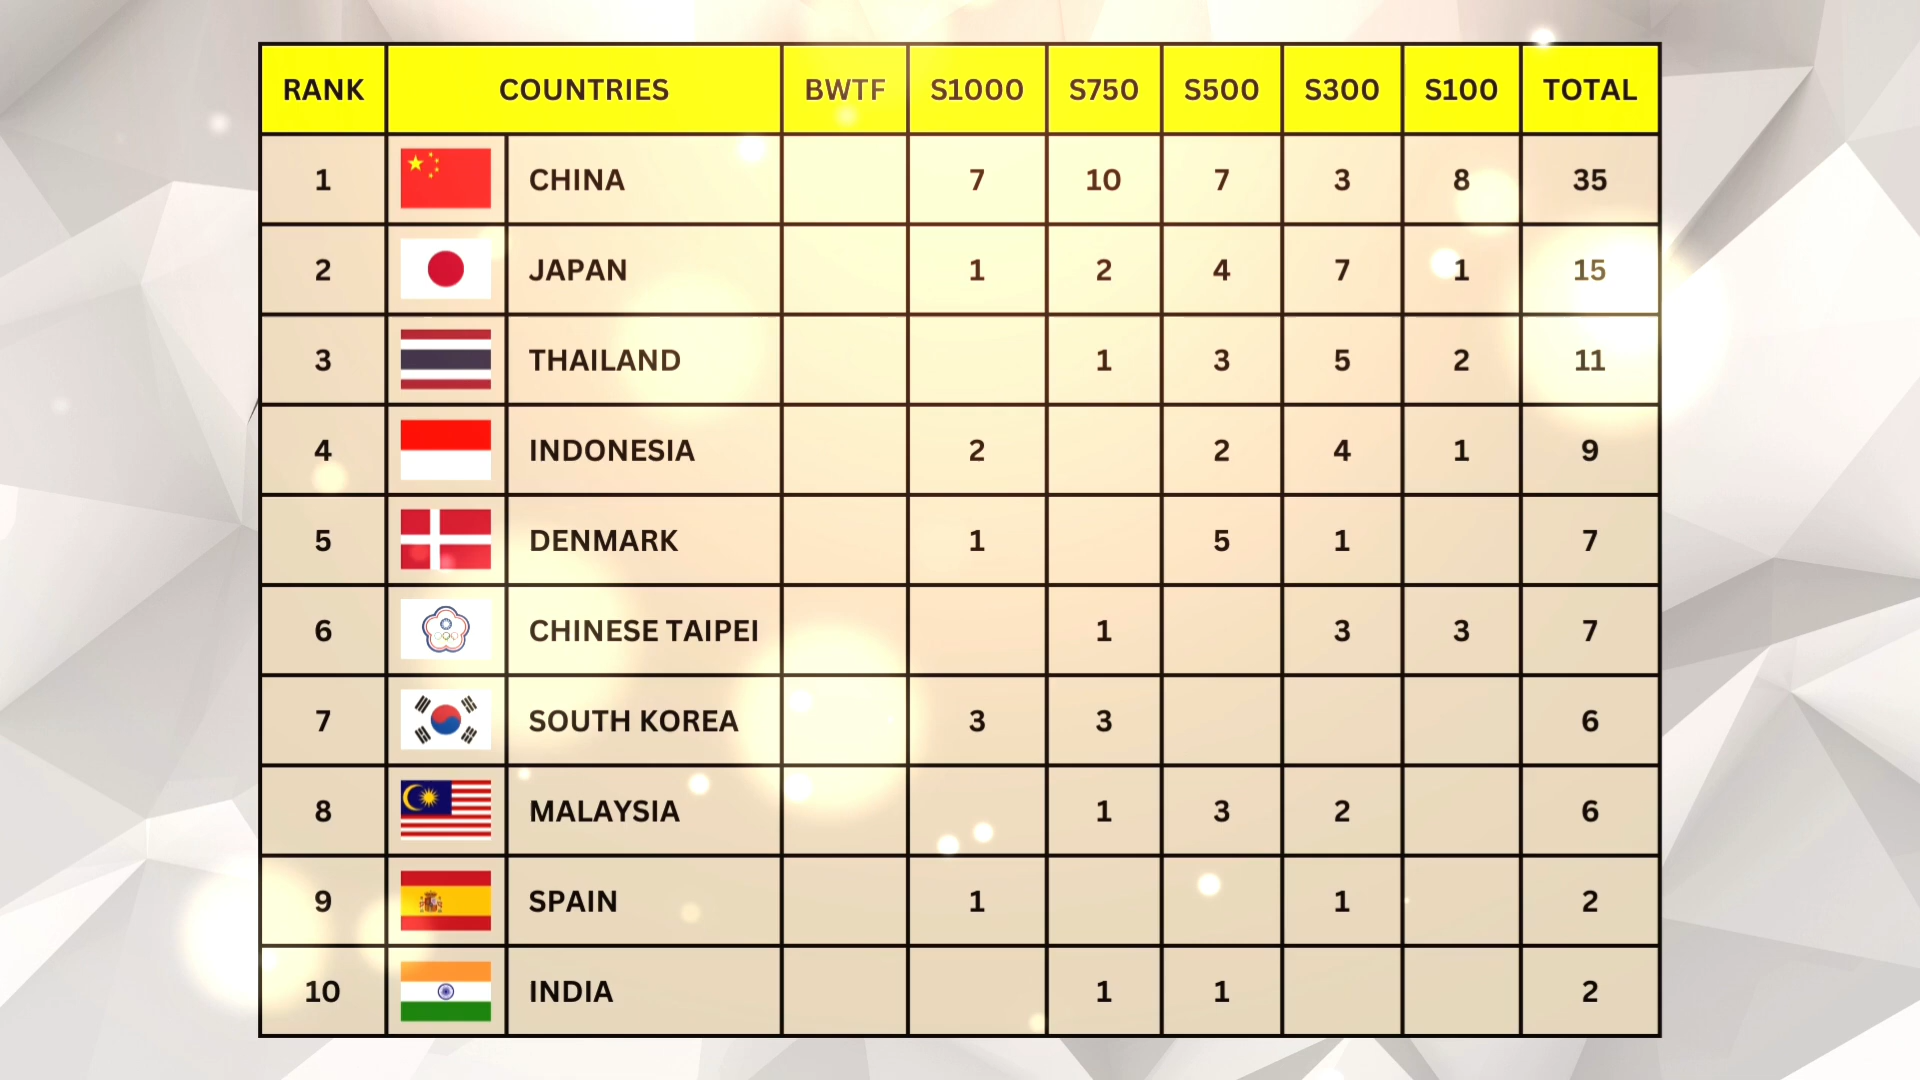 RANK COUNTRIES BWTF S1000 S750 S500 S300 S100 TOTAL
1 CHINA 7 10 7 3 8 35
2 JAPAN 1 2 4 7 1 15
3 THAILAND 1 3 5 2 11
4 INDONESIA 2 2 4 1 9
5 DENMARK 1 5 1 7
6 CHINESE TAIPEI 1 3 3 7
7 SOUTH KOREA 3 3 6
8 MALAYSIA 1 3 2 6
9 SPAIN 1 1 2
10 INDIA 1 1 2